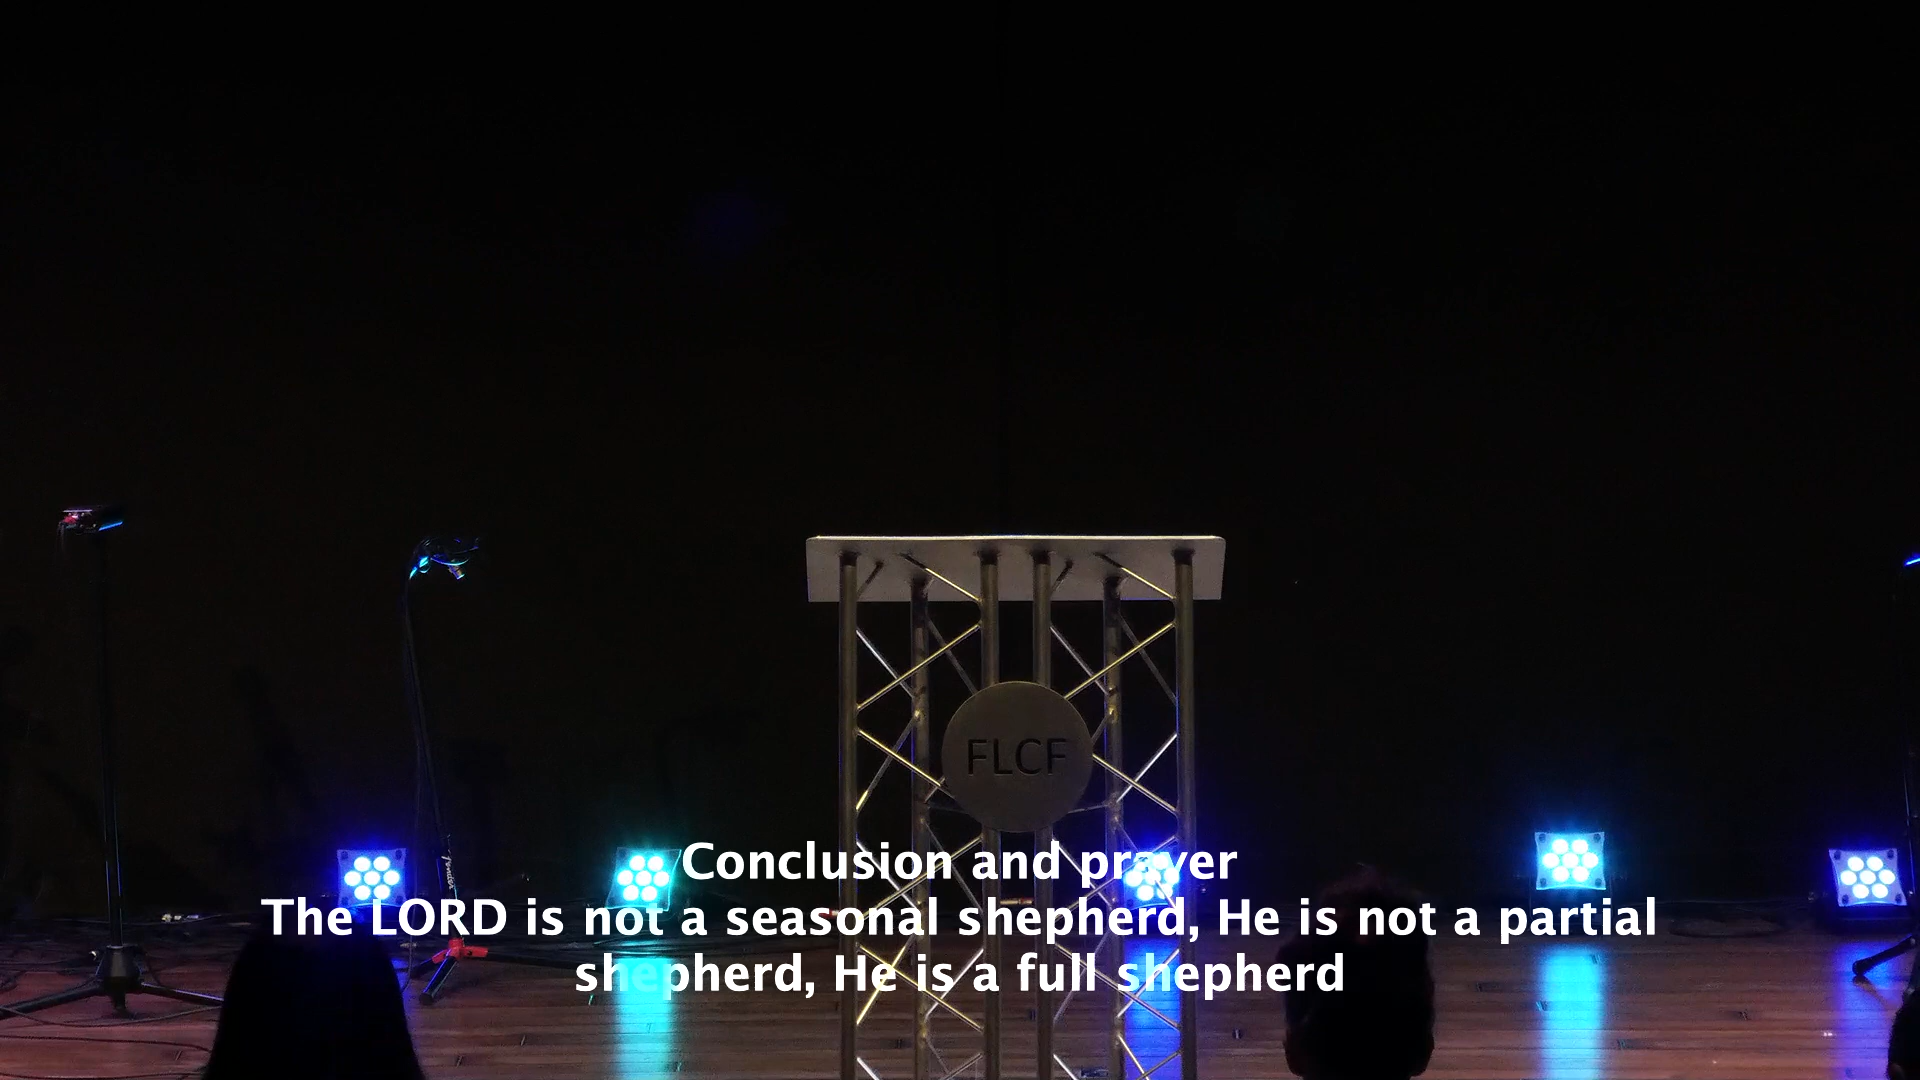 FLCF
Conclusion and prayer
The LORD is not a seasonal shepherd, He is not a partial
shepherd, He is a full shepherd